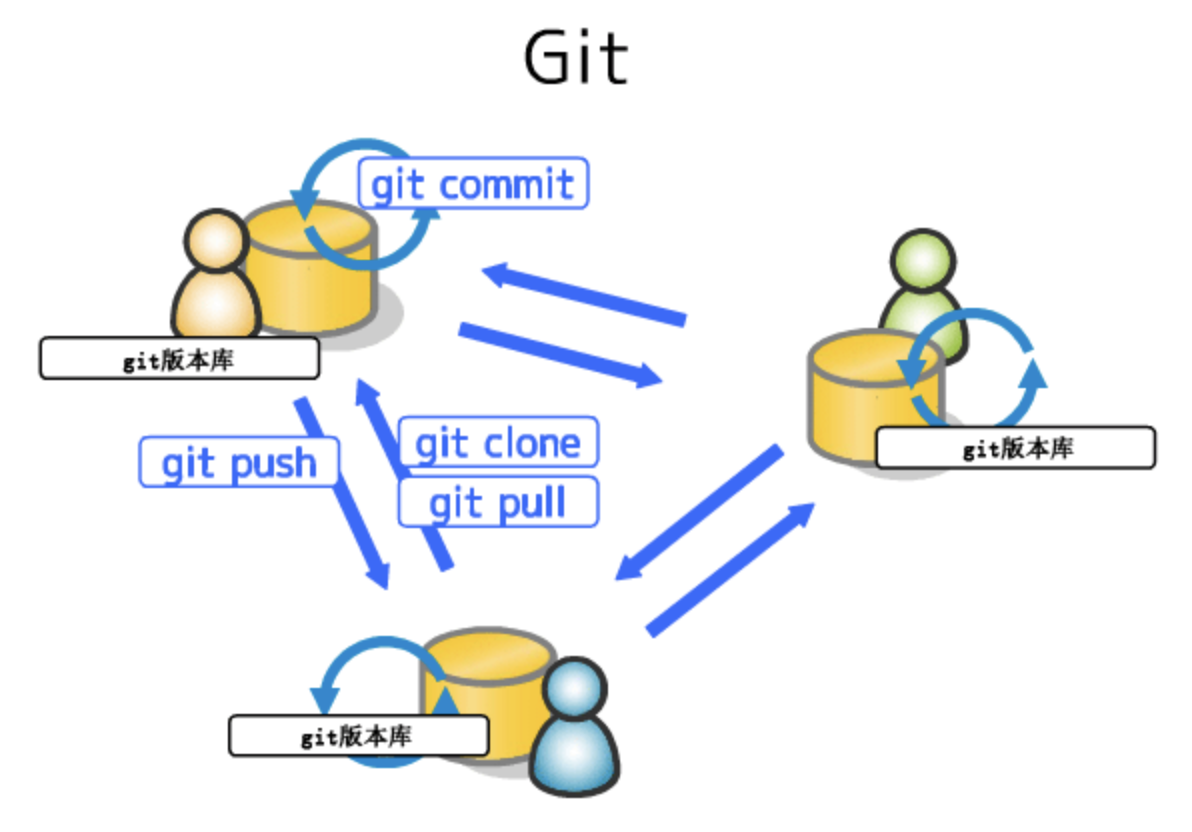 Git
git commit
git版本库
git push
git clone
git pull
git版本库
git版本库